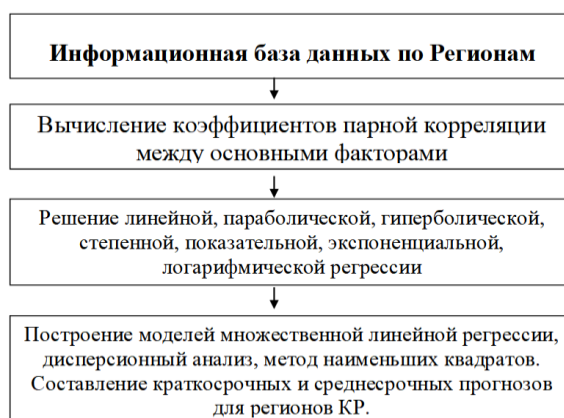 Информационная база данных по Регионам
Вычисление коэффициентов парной корреляции
между основными факторами
Решение линейной, параболической, гиперболической,
степенной, показательной, экспоненциальной,
логарифмической регрессии
Построение моделей множественной линейной регрессии,
дисперсионный анализ, метод наименьших квадратов.
Составление краткосрочных и среднесрочных прогнозов
для регионов КР.